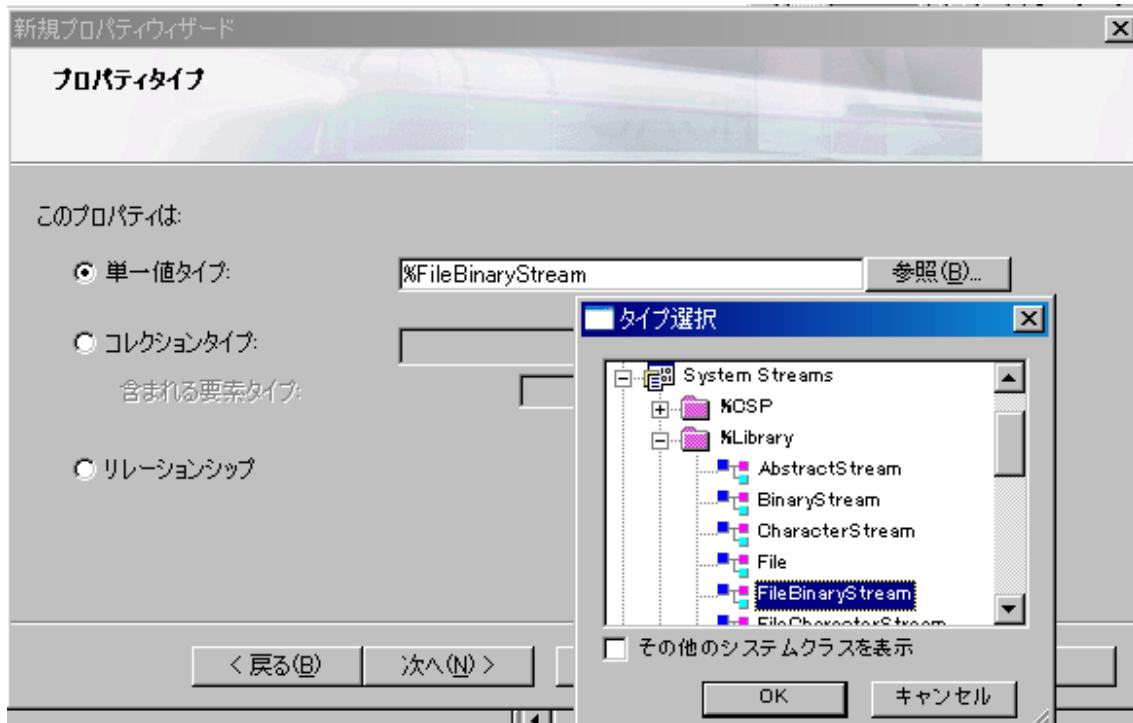 新規プロパティウィザード
プロパティタイプ
このプロパティは:
単一値タイプ:
%FileBinaryStream
参照(B)...
コレクションタイプ:
含まれる要素タイプ:
リレーションシップ
タイプ選択
System Streams
%CSP
%Library
AbstractStream
BinaryStream
CharacterStream
File
FileBinaryStream
FileCharacterStream
その他のシステムクラスを表示
OK
キャンセル
< 戻る(B)
次へ(N) >